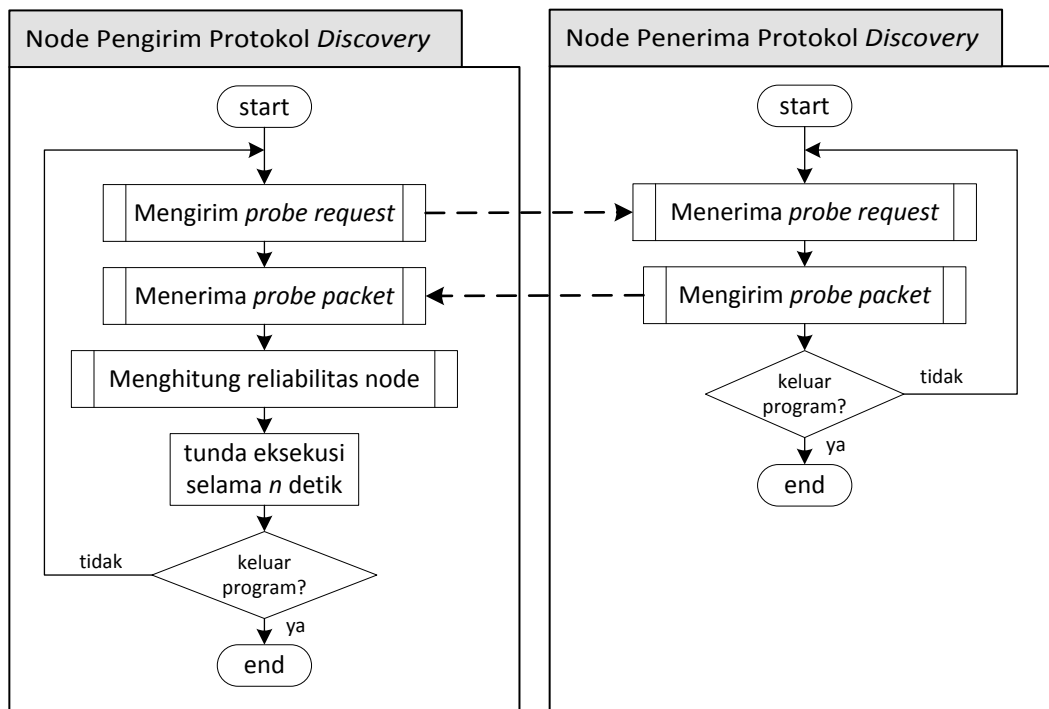 Node Pengirim Protokol Discovery
start
Mengirim probe request
Menerima probe packet
Menghitung reliabilitas node
tunda eksekusi
selama n detik
keluar
program?
tidak
ya
end
Node Penerima Protokol Discovery
start
Menerima probe request
Mengirim probe packet
keluar
program?
tidak
ya
end